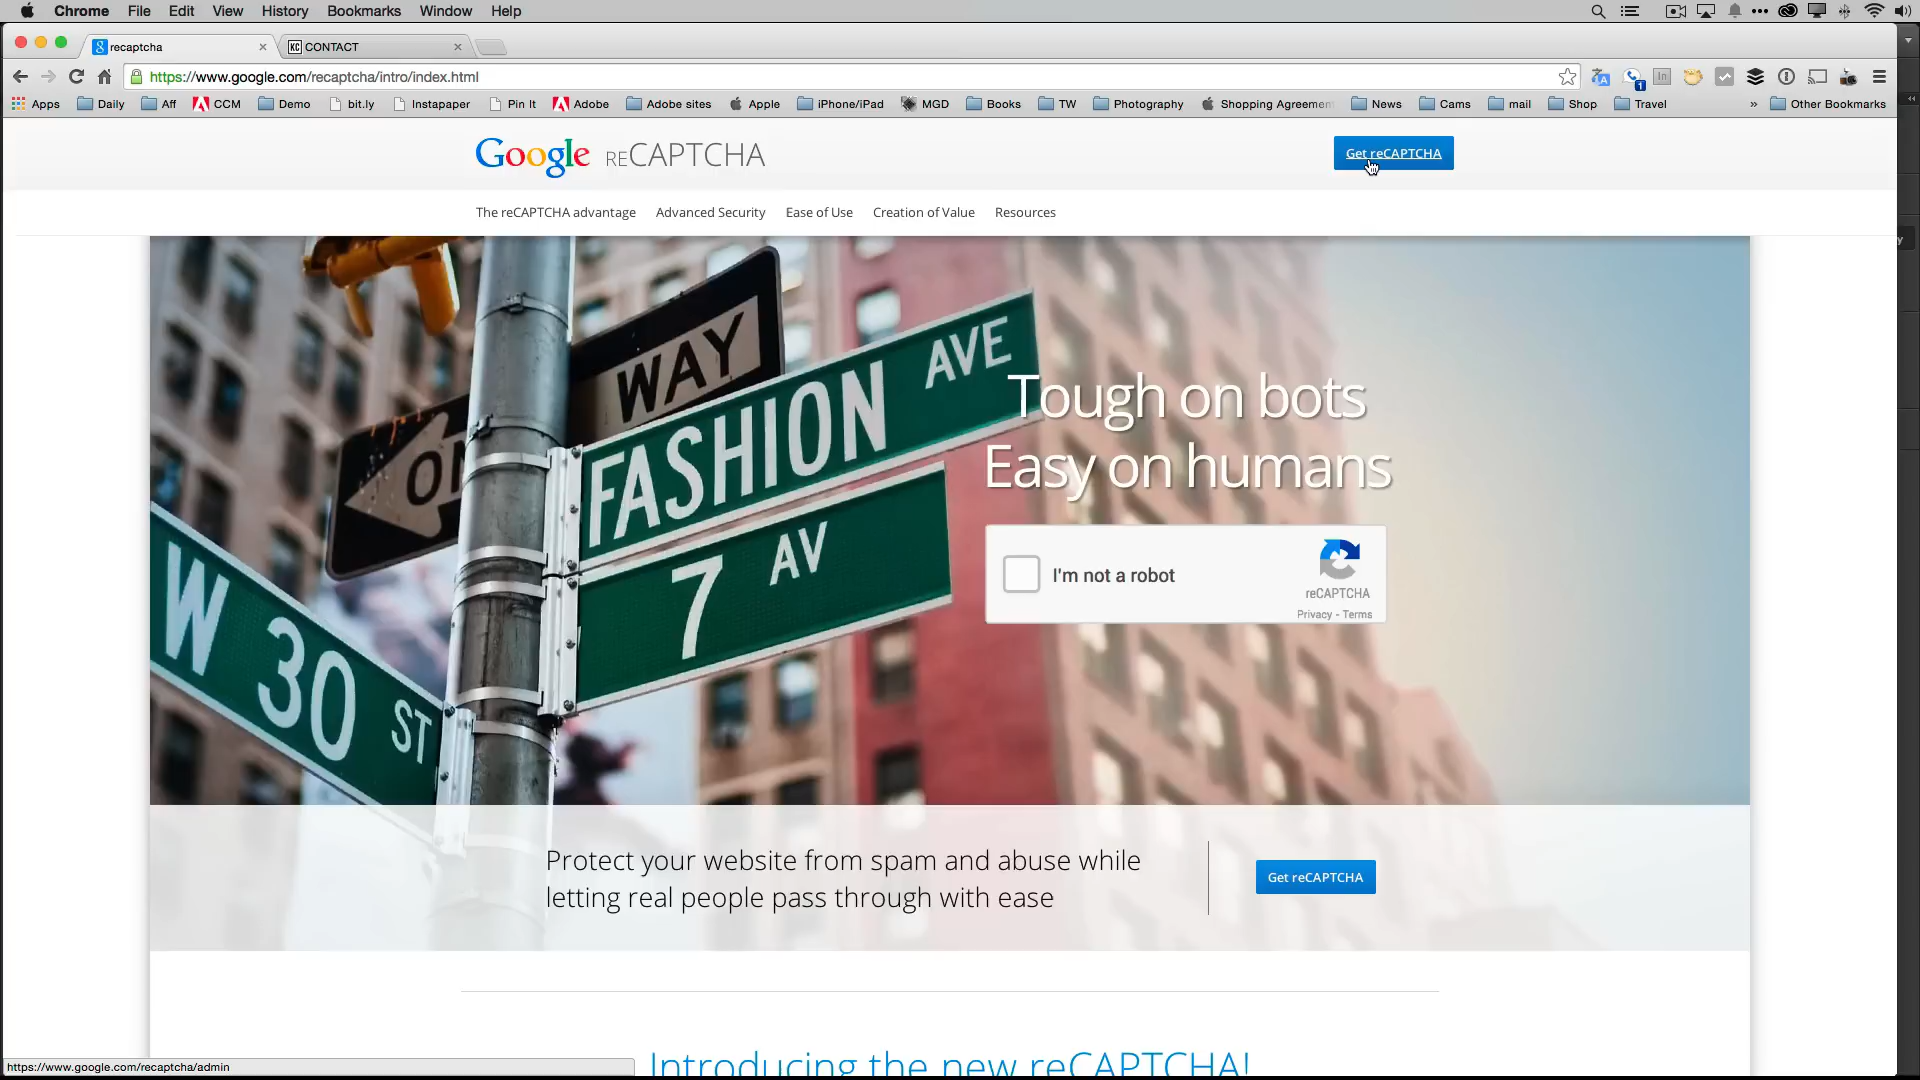 Chrome File Edit View History Bookmarks Window Help
recaptcha
KC CONTACT
https://www.google.com/recaptcha/intro/index.html
Apps Daily Aff CCM Demo bit.ly Instapaper Pin It Adobe Adobe sites Apple iPhone/iPad MGD Books TW Photography Shopping Agreemen News Cams mail Shop Travel » Other Bookmarks
Google reCAPTCHA
Get reCAPTCHA
The reCAPTCHA advantage Advanced Security Ease of Use Creation of Value Resources
WAY
FASHION AVE
7 AV
W 30 ST
Tough on bots
Easy on humans
I'm not a robot
reCAPTCHA
Privacy - Terms
Protect your website from spam and abuse while
letting real people pass through with ease
Get reCAPTCHA
Introducing the new reCAPTCHA!
https://www.google.com/recaptcha/admin